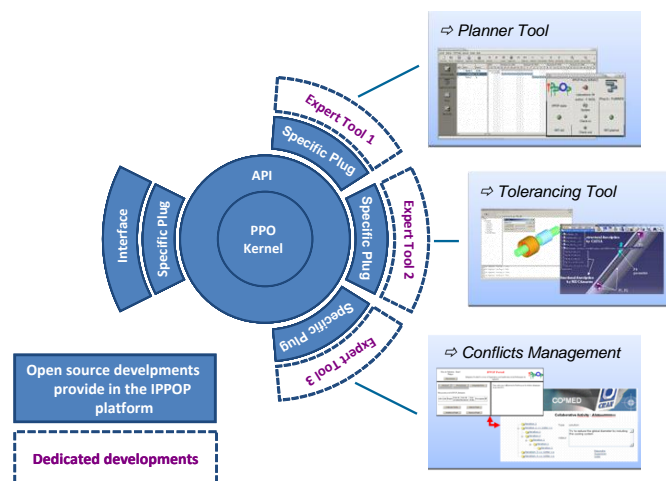 ⇨ Planner Tool
Expert Tool 1
Specific Plug
API
PPO
Kernel
Interface
Specific Plug
Specific Plug
Expert Tool 2
⇨ Tolerancing Tool
Specific Plug
Expert Tool 3
⇨ Conflicts Management
CO²MED
Open source develpments
provide in the IPPOP
platform
Dedicated developments